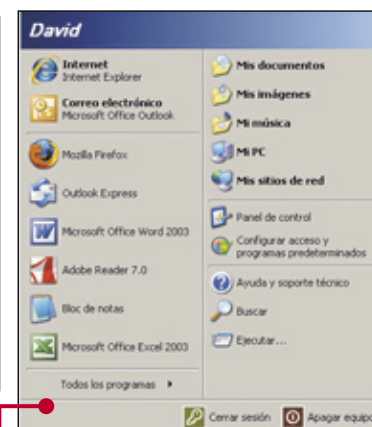 David
Internet
Internet Explorer
Correo electrónico
Microsoft Office Outlook
Mozilla Firefox
Outlook Express
Microsoft Office Word 2003
Adobe Reader 7.0
Bloc de notas
Microsoft Office Excel 2003
Todos los programas
Mis documentos
Mis imágenes
Mi música
Mi PC
Mis sitios de red
Panel de control
Configurar acceso y
programas predeterminados
Ayuda y soporte técnico
Buscar
Ejecutar...
Cerrar sesión
Apagar equipo